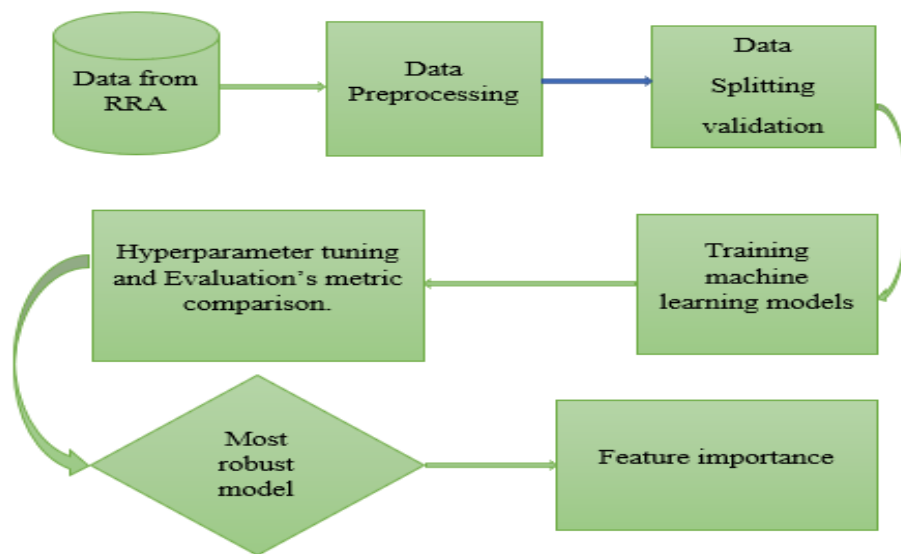 Data from
RRA
Data
Preprocessing
Data
Splitting
validation
Training
machine
learning models
Hyperparameter tuning
and Evaluation’s metric
comparison.
Most
robust
model
Feature importance